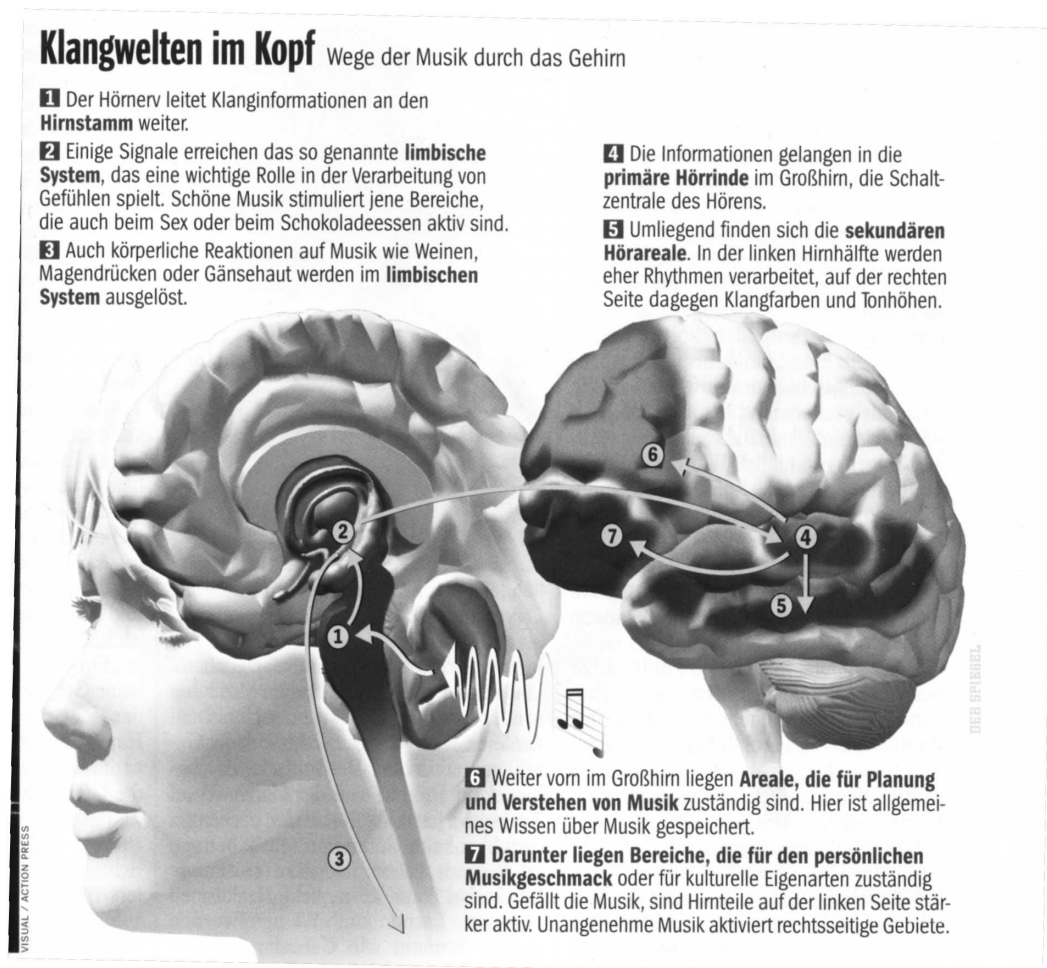 Klangwelten im Kopf Wege der Musik durch das Gehirn
1 Der Hörnerv leitet Klanginformationen an den
Hirnstamm weiter.
2 Einige Signale erreichen das so genannte limbische
System, das eine wichtige Rolle in der Verarbeitung von
Gefühlen spielt. Schöne Musik stimuliert jene Bereiche,
die auch beim Sex oder beim Schokoladeessen aktiv sind.
3 Auch körperliche Reaktionen auf Musik wie Weinen,
Magendrücken oder Gänsehaut werden im limbischen
System ausgelöst.
4 Die Informationen gelangen in die
primäre Hörrinde im Großhirn, die Schalt-
zentrale des Hörens.
5 Umliegend finden sich die sekundären
Hörareale. In der linken Hirnhälfte werden
eher Rhythmen verarbeitet, auf der rechten
Seite dagegen Klangfarben und Tonhöhen.
6
2
7
4
5
1
3
DER SPIEGEL
6 Weiter vorn im Großhirn liegen Areale, die für Planung
und Verstehen von Musik zuständig sind. Hier ist allgemei-
nes Wissen über Musik gespeichert.
7 Darunter liegen Bereiche, die für den persönlichen
Musikgeschmack oder für kulturelle Eigenarten zuständig
sind. Gefällt die Musik, sind Hirnteile auf der linken Seite stär-
ker aktiv. Unangenehme Musik aktiviert rechtsseitige Gebiete.
VISUAL / ACTION PRESS